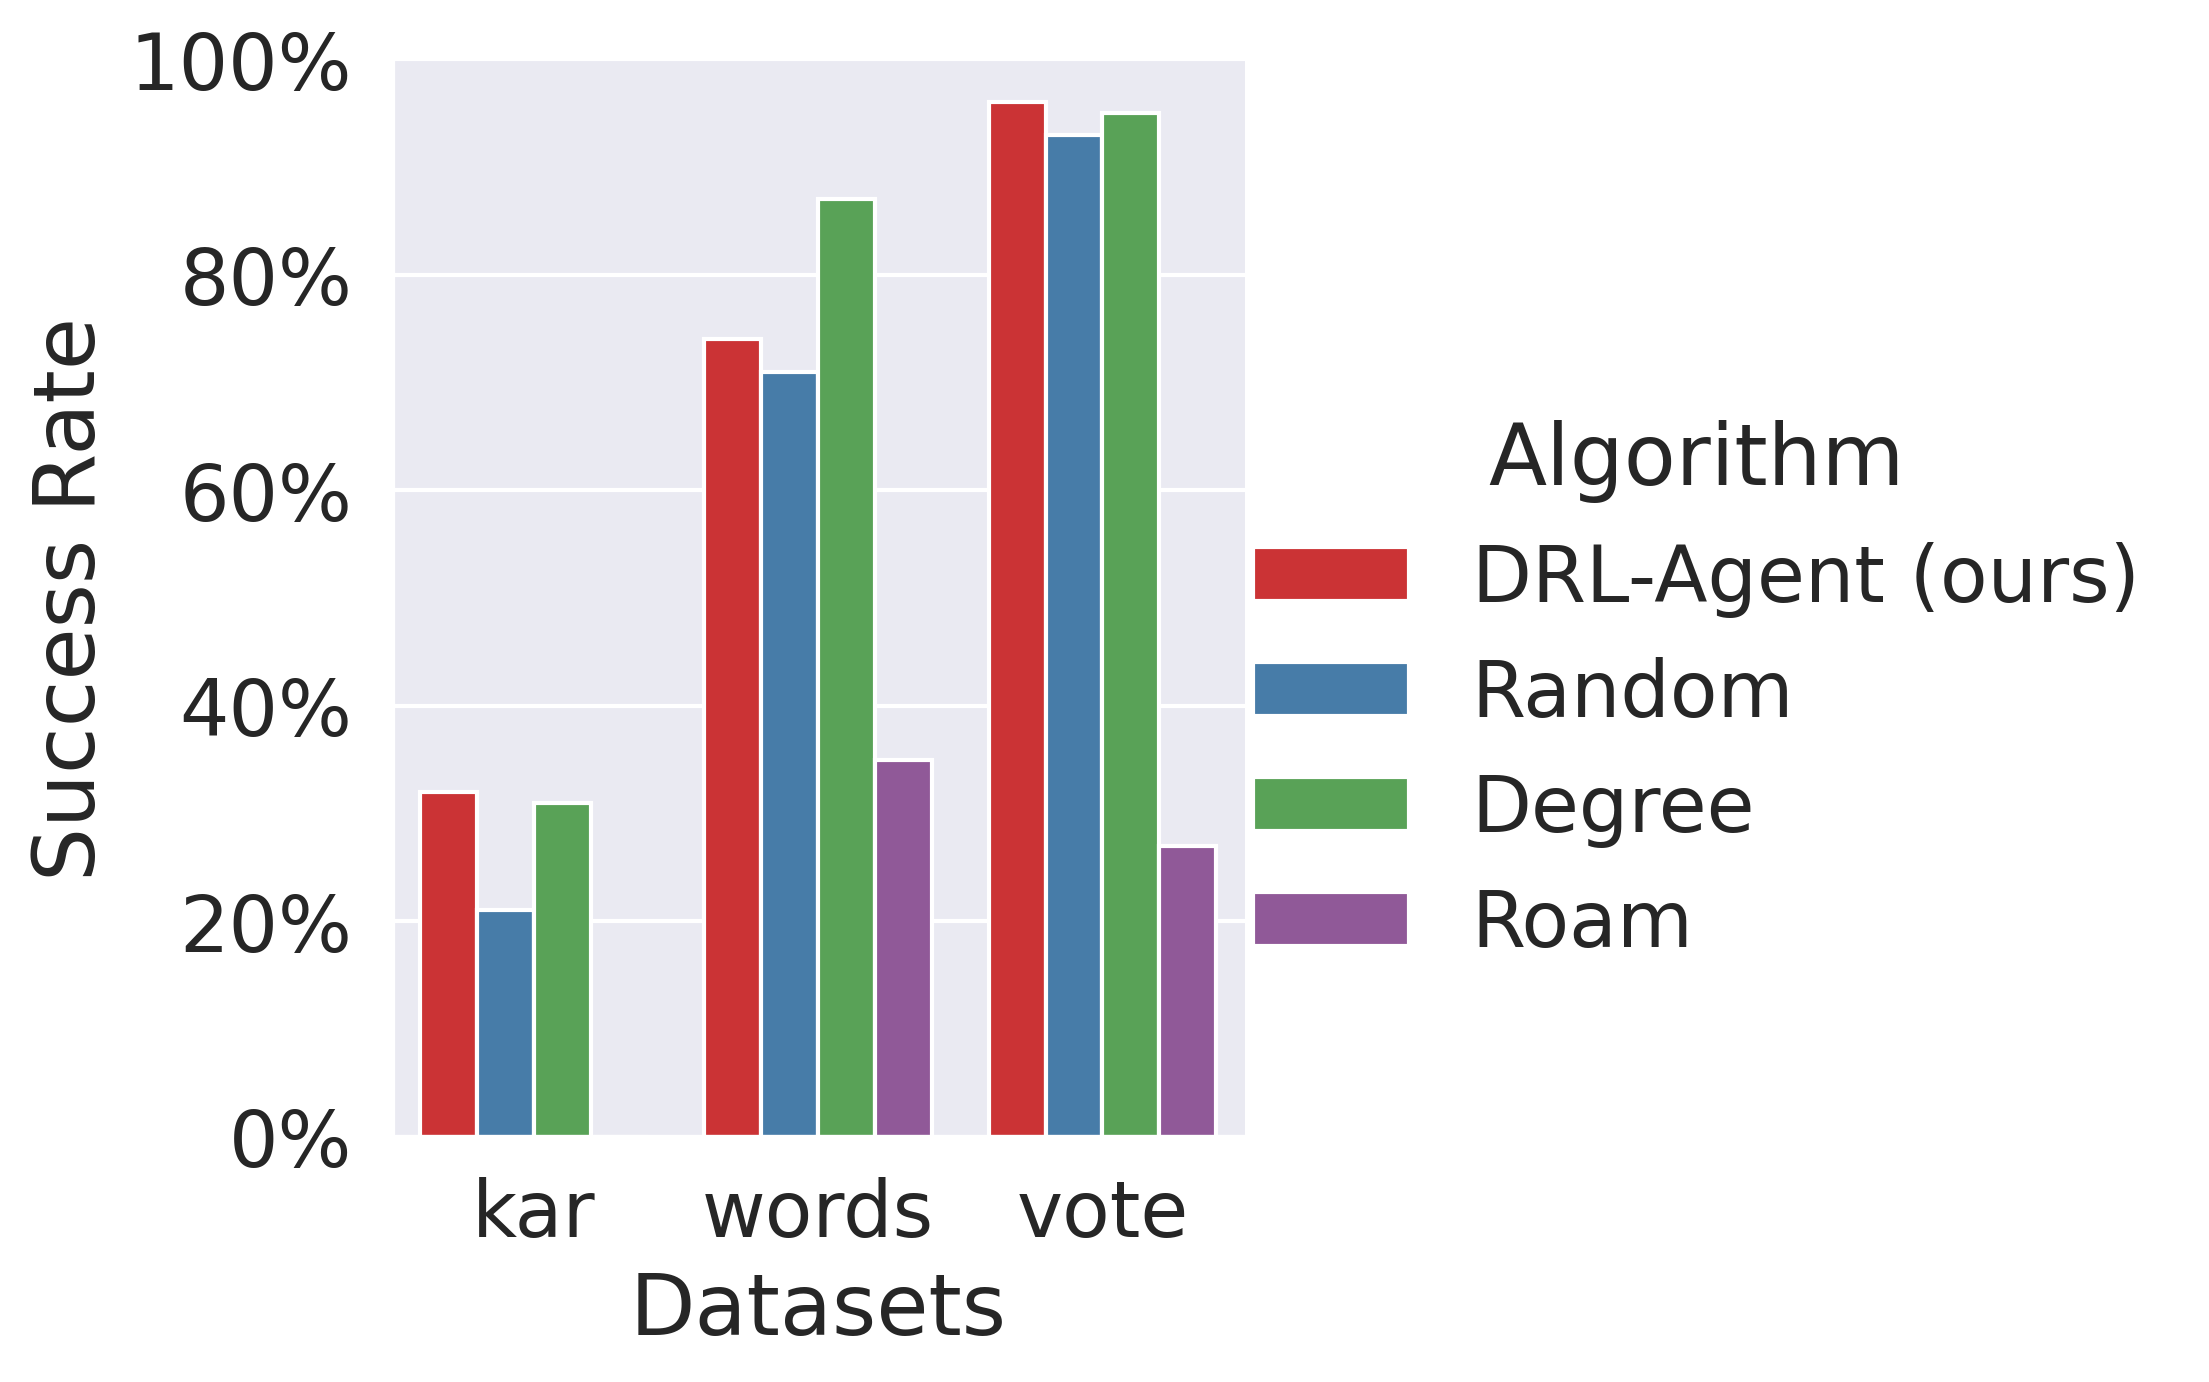 100%
80%
60%
40%
20%
0%
Success Rate
kar words vote
Datasets
Algorithm
DRL-Agent (ours)
Random
Degree
Roam